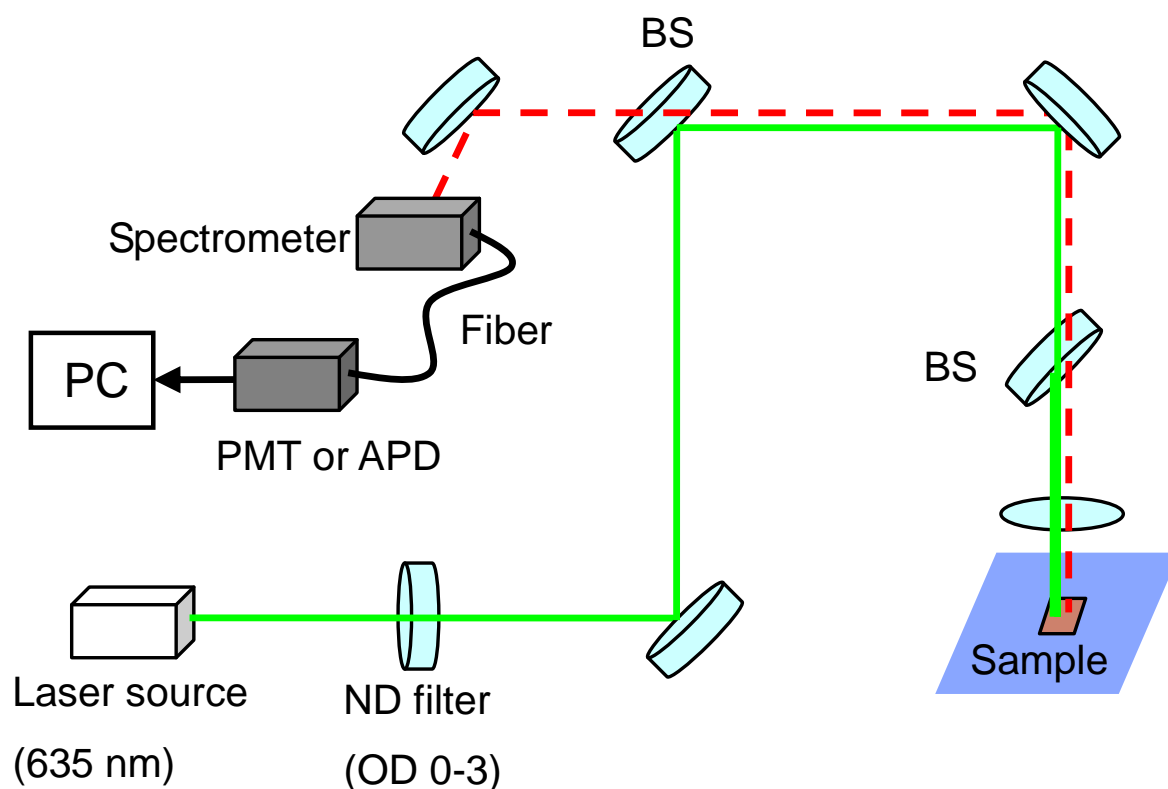 BS
Spectrometer
Fiber
PC
BS
PMT or APD
Sample
Laser source
(635 nm)
ND filter
(OD 0-3)